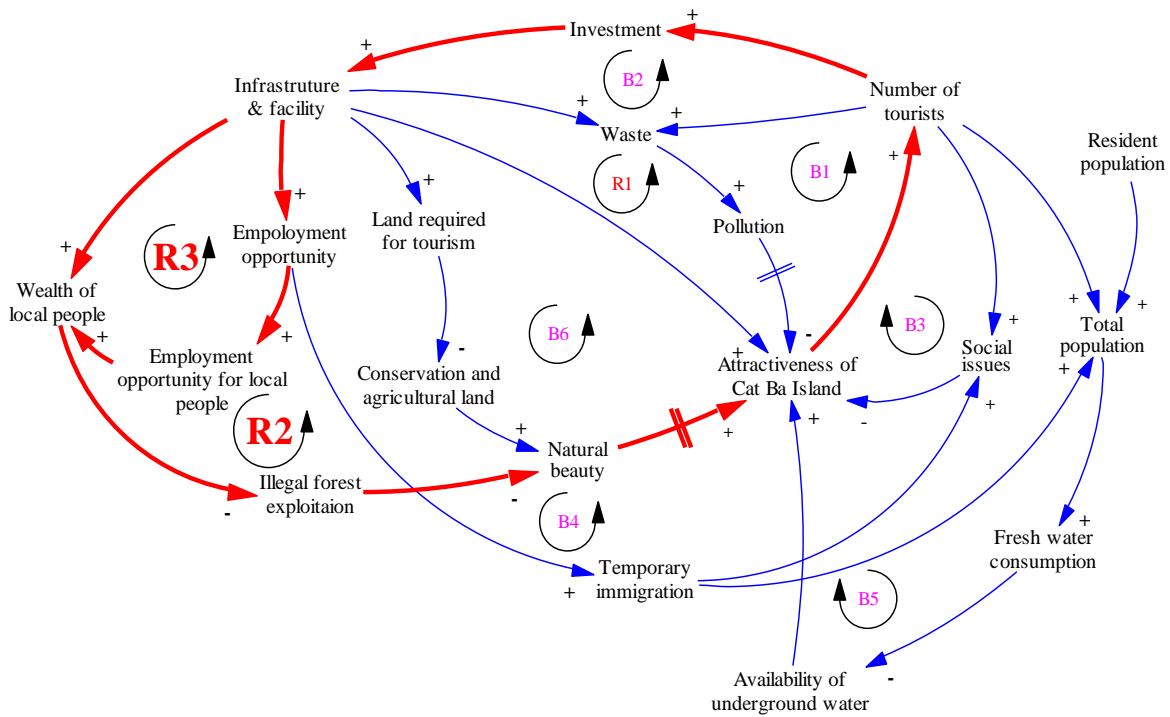 Investment
+
+
Infrastruture
& facility
B2
Number of
tourists
+
+
Waste
Resident
population
R1
B1
+
+
+
+
Land required
for tourism
Pollution
Empoloyment
opportunity
R3
+
Wealth of
local people
+
+
Employment
opportunity for local
people
B6
-
Conservation and
agricultural land
-
+
Attractiveness of
Cat Ba Island
B3
+
Social
issues
+
+
Total
population
+
R2
+
Natural
beauty
+
+
-
+
-
Illegal forest
exploitaion
-
B4
+
Fresh water
consumption
Temporary
immigration
+
B5
Availability of
underground water
-